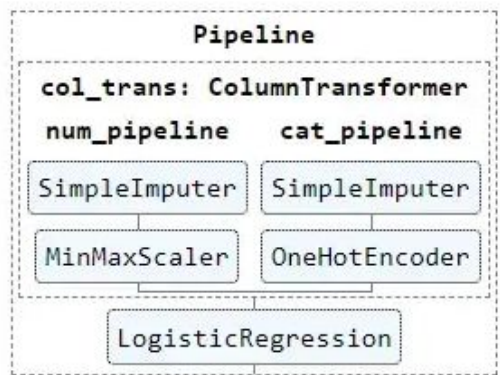 Pipeline
col_trans: ColumnTransformer
num_pipeline cat_pipeline
SimpleImputer SimpleImputer
MinMaxScaler OneHotEncoder
LogisticRegression